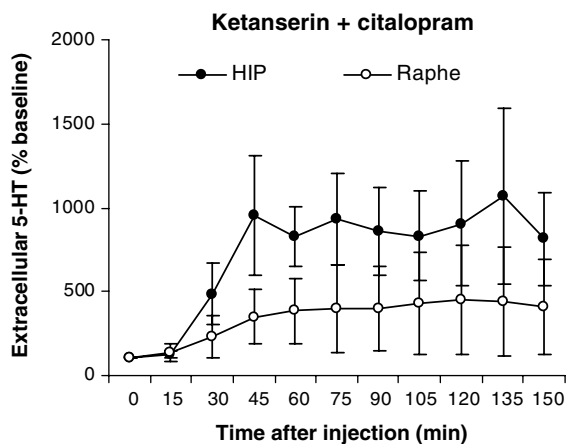 Ketanserin + citalopram
2000
HIP
Raphe
1500
1000
500
0
Extracellular 5-HT (% baseline)
0 15 30 45 60 75 90 105 120 135 150
Time after injection (min)